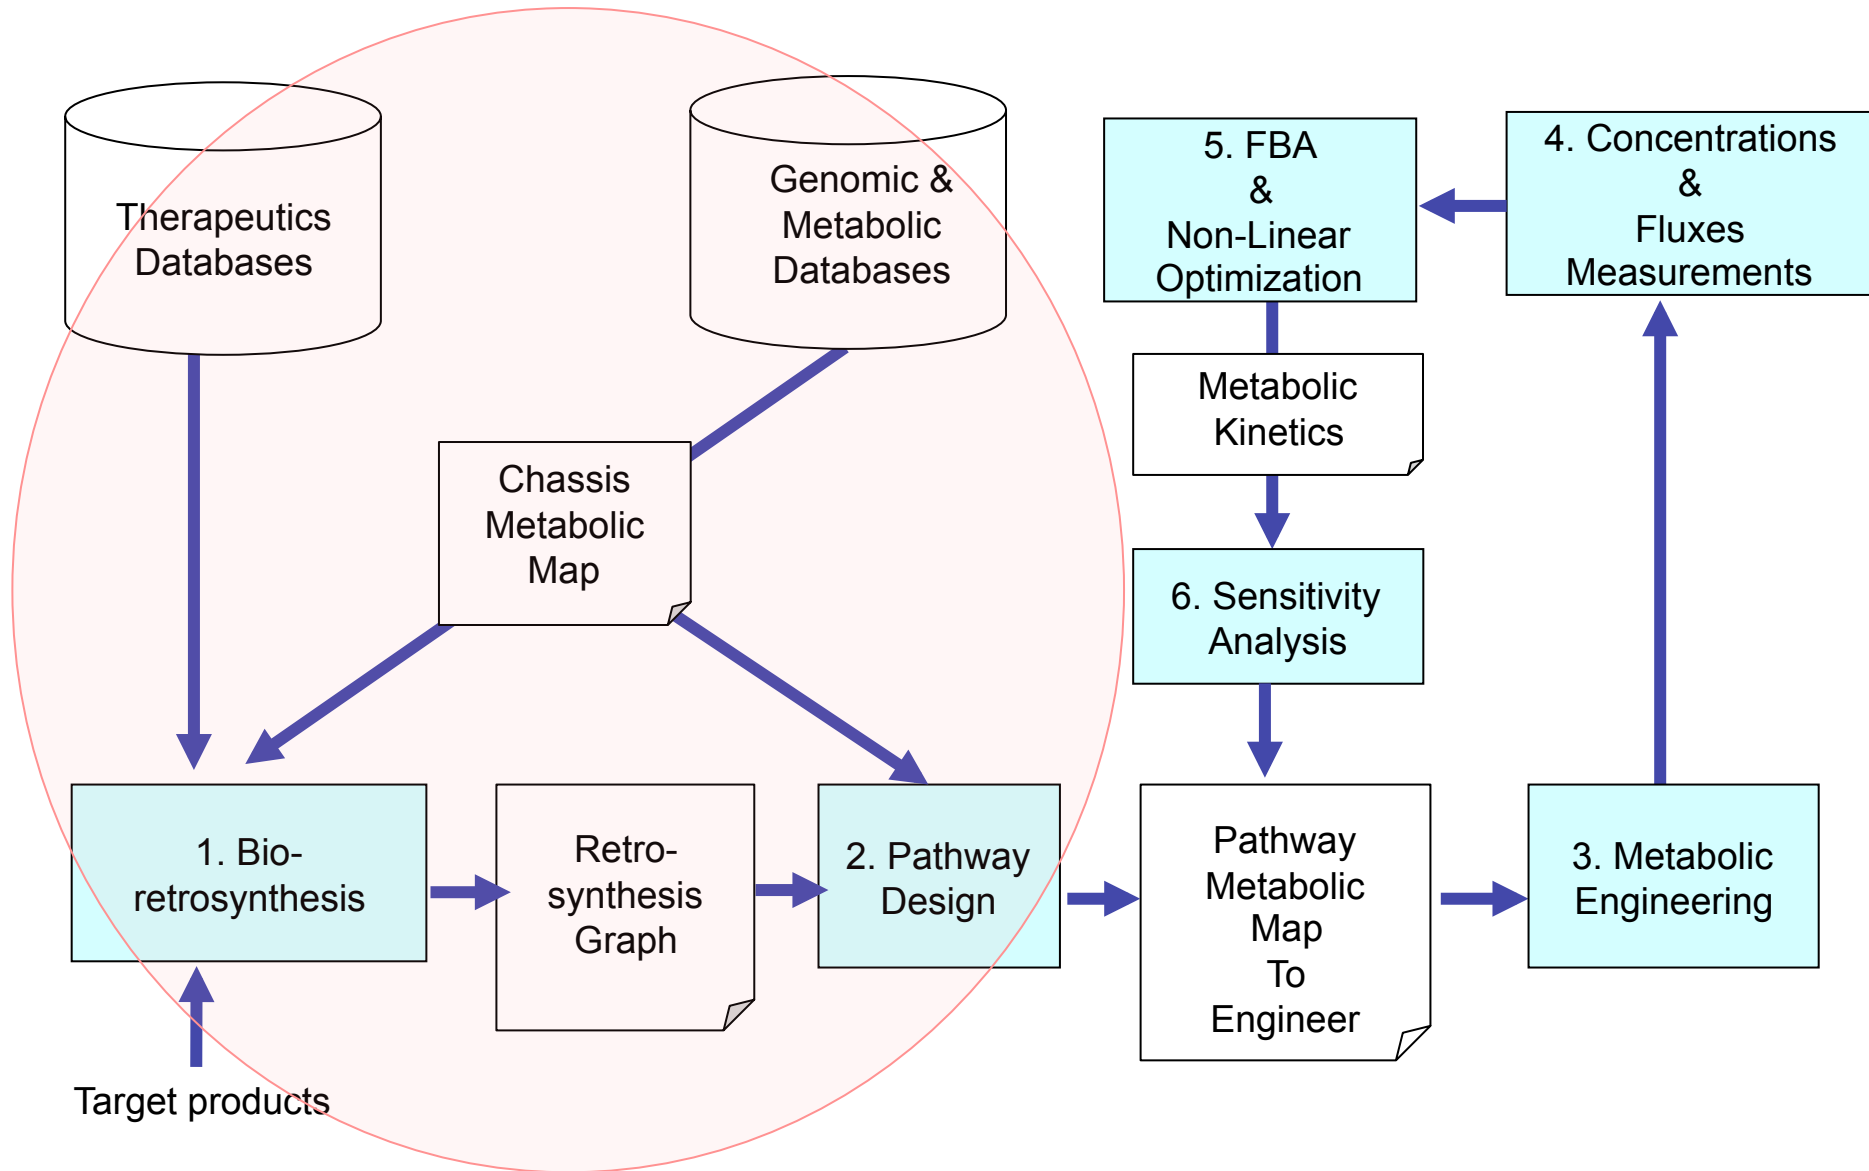 Therapeutics
Databases
Genomic &
Metabolic
Databases
5. FBA
&
Non-Linear
Optimization
4. Concentrations
&
Fluxes
Measurements
Metabolic
Kinetics
Chassis
Metabolic
Map
6. Sensitivity
Analysis
1. Bio-
retrosynthesis
Retro-
synthesis
Graph
2. Pathway
Design
Pathway
Metabolic
Map
To
Engineer
3. Metabolic
Engineering
Target products